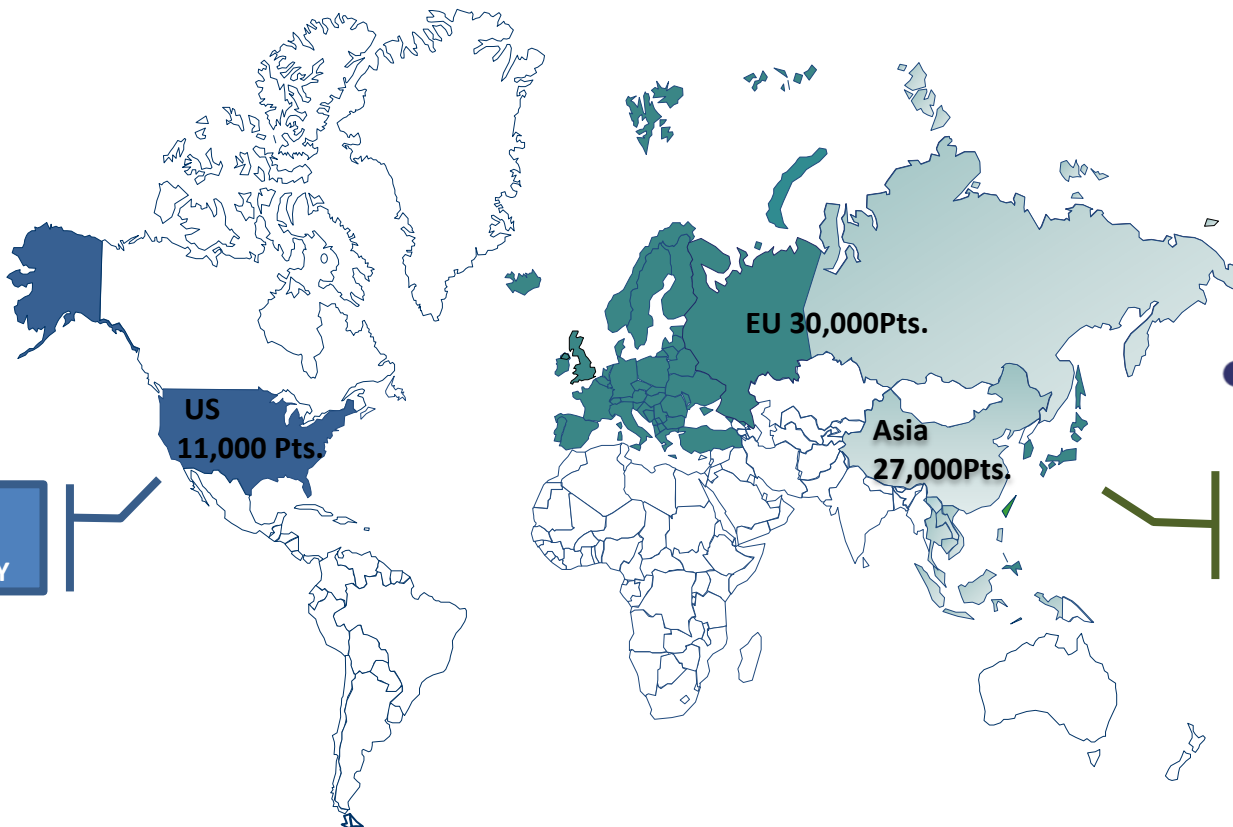 EU 30,000Pts.
US
11,000 Pts.
Asia
27,000Pts.
Y